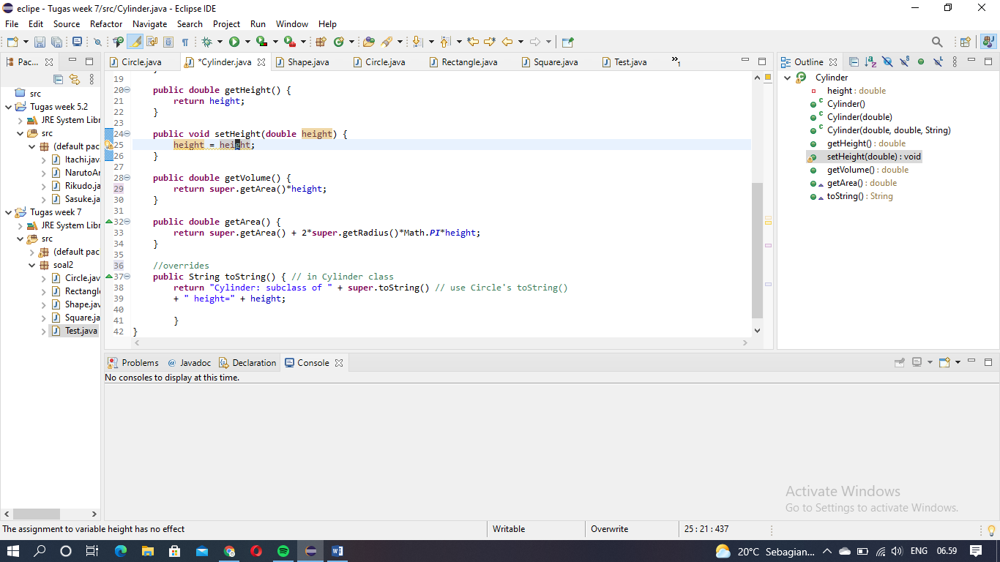 eclipe - Tugas week 7/src/Cylinder.java - Eclipse IDE
File Edit Source Refactor Navigate Search Project Run Window Help
Pac...
Circle.java
*Cylinder.java
Shape.java
Circle.java
Rectangle.java
Square.java
Test.java
»1
src
Tugas week 5.2
JRE System Libr
src
(default pac
Itachi.java
NarutoAr
Rikudo.ja
Sasuke.ja
Tugas week 7
JRE System Libr
src
(default pac
soal2
Circle.jav
Rectangl
Shape.jav
Square.ja
Test.java
19
20 public double getHeight() {
21 return height;
22 }
23
24 public void setHeight(double height) {
25 height = height;
26 }
27
28 public double getVolume() {
29 return super.getArea()*height;
30 }
31
32 public double getArea() {
33 return super.getArea() + 2*super.getRadius()*Math.PI*height;
34 }
35
36 //overrides
37 public String toString() { // in Cylinder class
38 return "Cylinder: subclass of " + super.toString() // use Circle's toString()
39 + " height=" + height;
40
41 }
42 }
Outline
Cylinder
height : double
Cylinder()
Cylinder(double)
Cylinder(double, double, String)
getHeight() : double
setHeight(double) : void
getVolume() : double
getArea() : double
toString() : String
Problems @ Javadoc Declaration Console
No consoles to display at this time.
Activate Windows
Go to Settings to activate Windows.
The assignment to variable height has no effect
Writable
Overwrite
25 : 21 : 437
20°C Sebagian... ENG 06.59